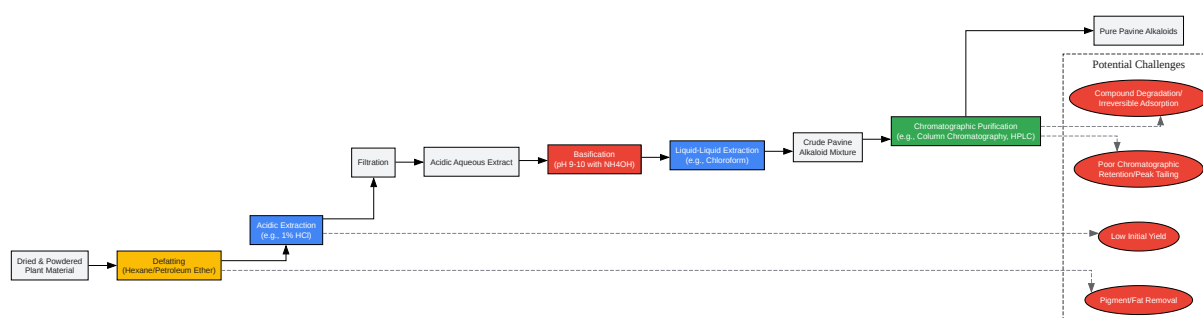 Pure Pavine Alkaloids
Potential Challenges
Compound Degradation/
Irreversible Adsorption
Chromatographic Purification
(e.g., Column Chromatography, HPLC)
Crude Pavine
Alkaloid Mixture
Liquid-Liquid Extraction
(e.g., Chloroform)
Basification
(pH 9-10 with NH4OH)
Acidic Aqueous Extract
Filtration
Poor Chromatographic
Retention/Peak Tailing
Acidic Extraction
(e.g., 1% HCl)
Low Initial Yield
Dried & Powdered
Plant Material
Defatting
(Hexane/Petroleum Ether)
Pigment/Fat Removal